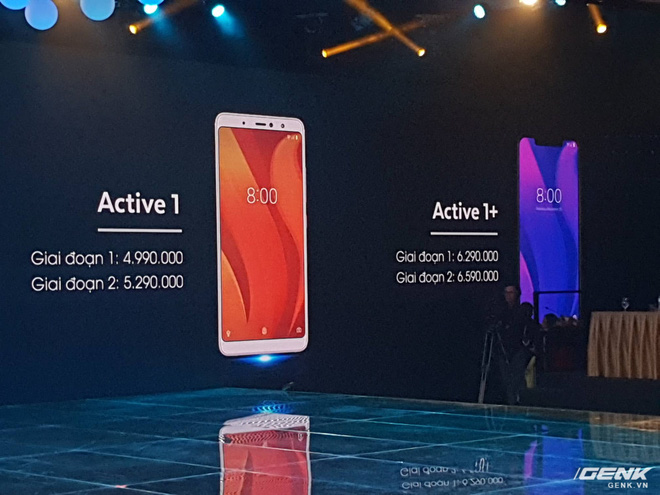 Active 1
Giai đoạn 1: 4.990.000
Giai đoạn 2: 5.290.000
8:00
Active 1+
Giai đoạn 1: 6.290.000
Giai đoạn 2: 6.590.000
8:00
GENK
GENK.VN